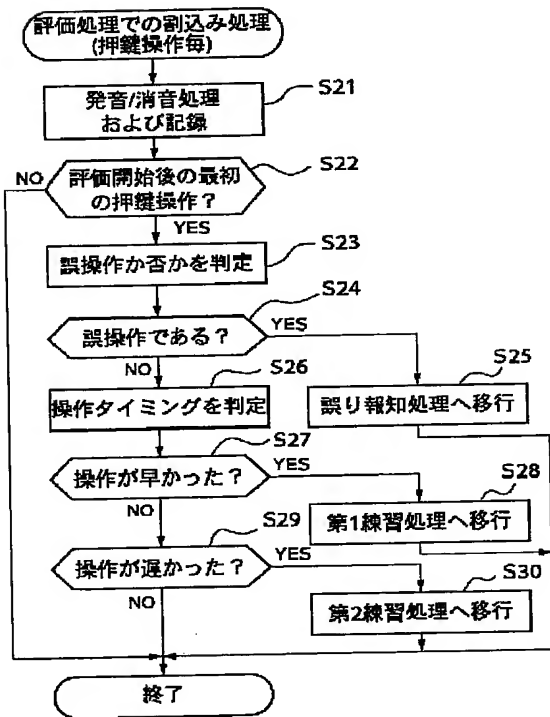 評価処理での割込み処理
(押鍵操作毎)
S21
発音/消音処理
および記録
S22
NO
評価開始後の最初
の押鍵操作?
YES
S23
誤操作か否かを判定
S24
誤操作である?
YES
NO
S26
S25
操作タイミングを判定
誤り報知処理へ移行
S27
操作が早かった?
YES
S28
NO
S29
第1練習処理へ移行
操作が遅かった?
YES
S30
NO
第2練習処理へ移行
終了